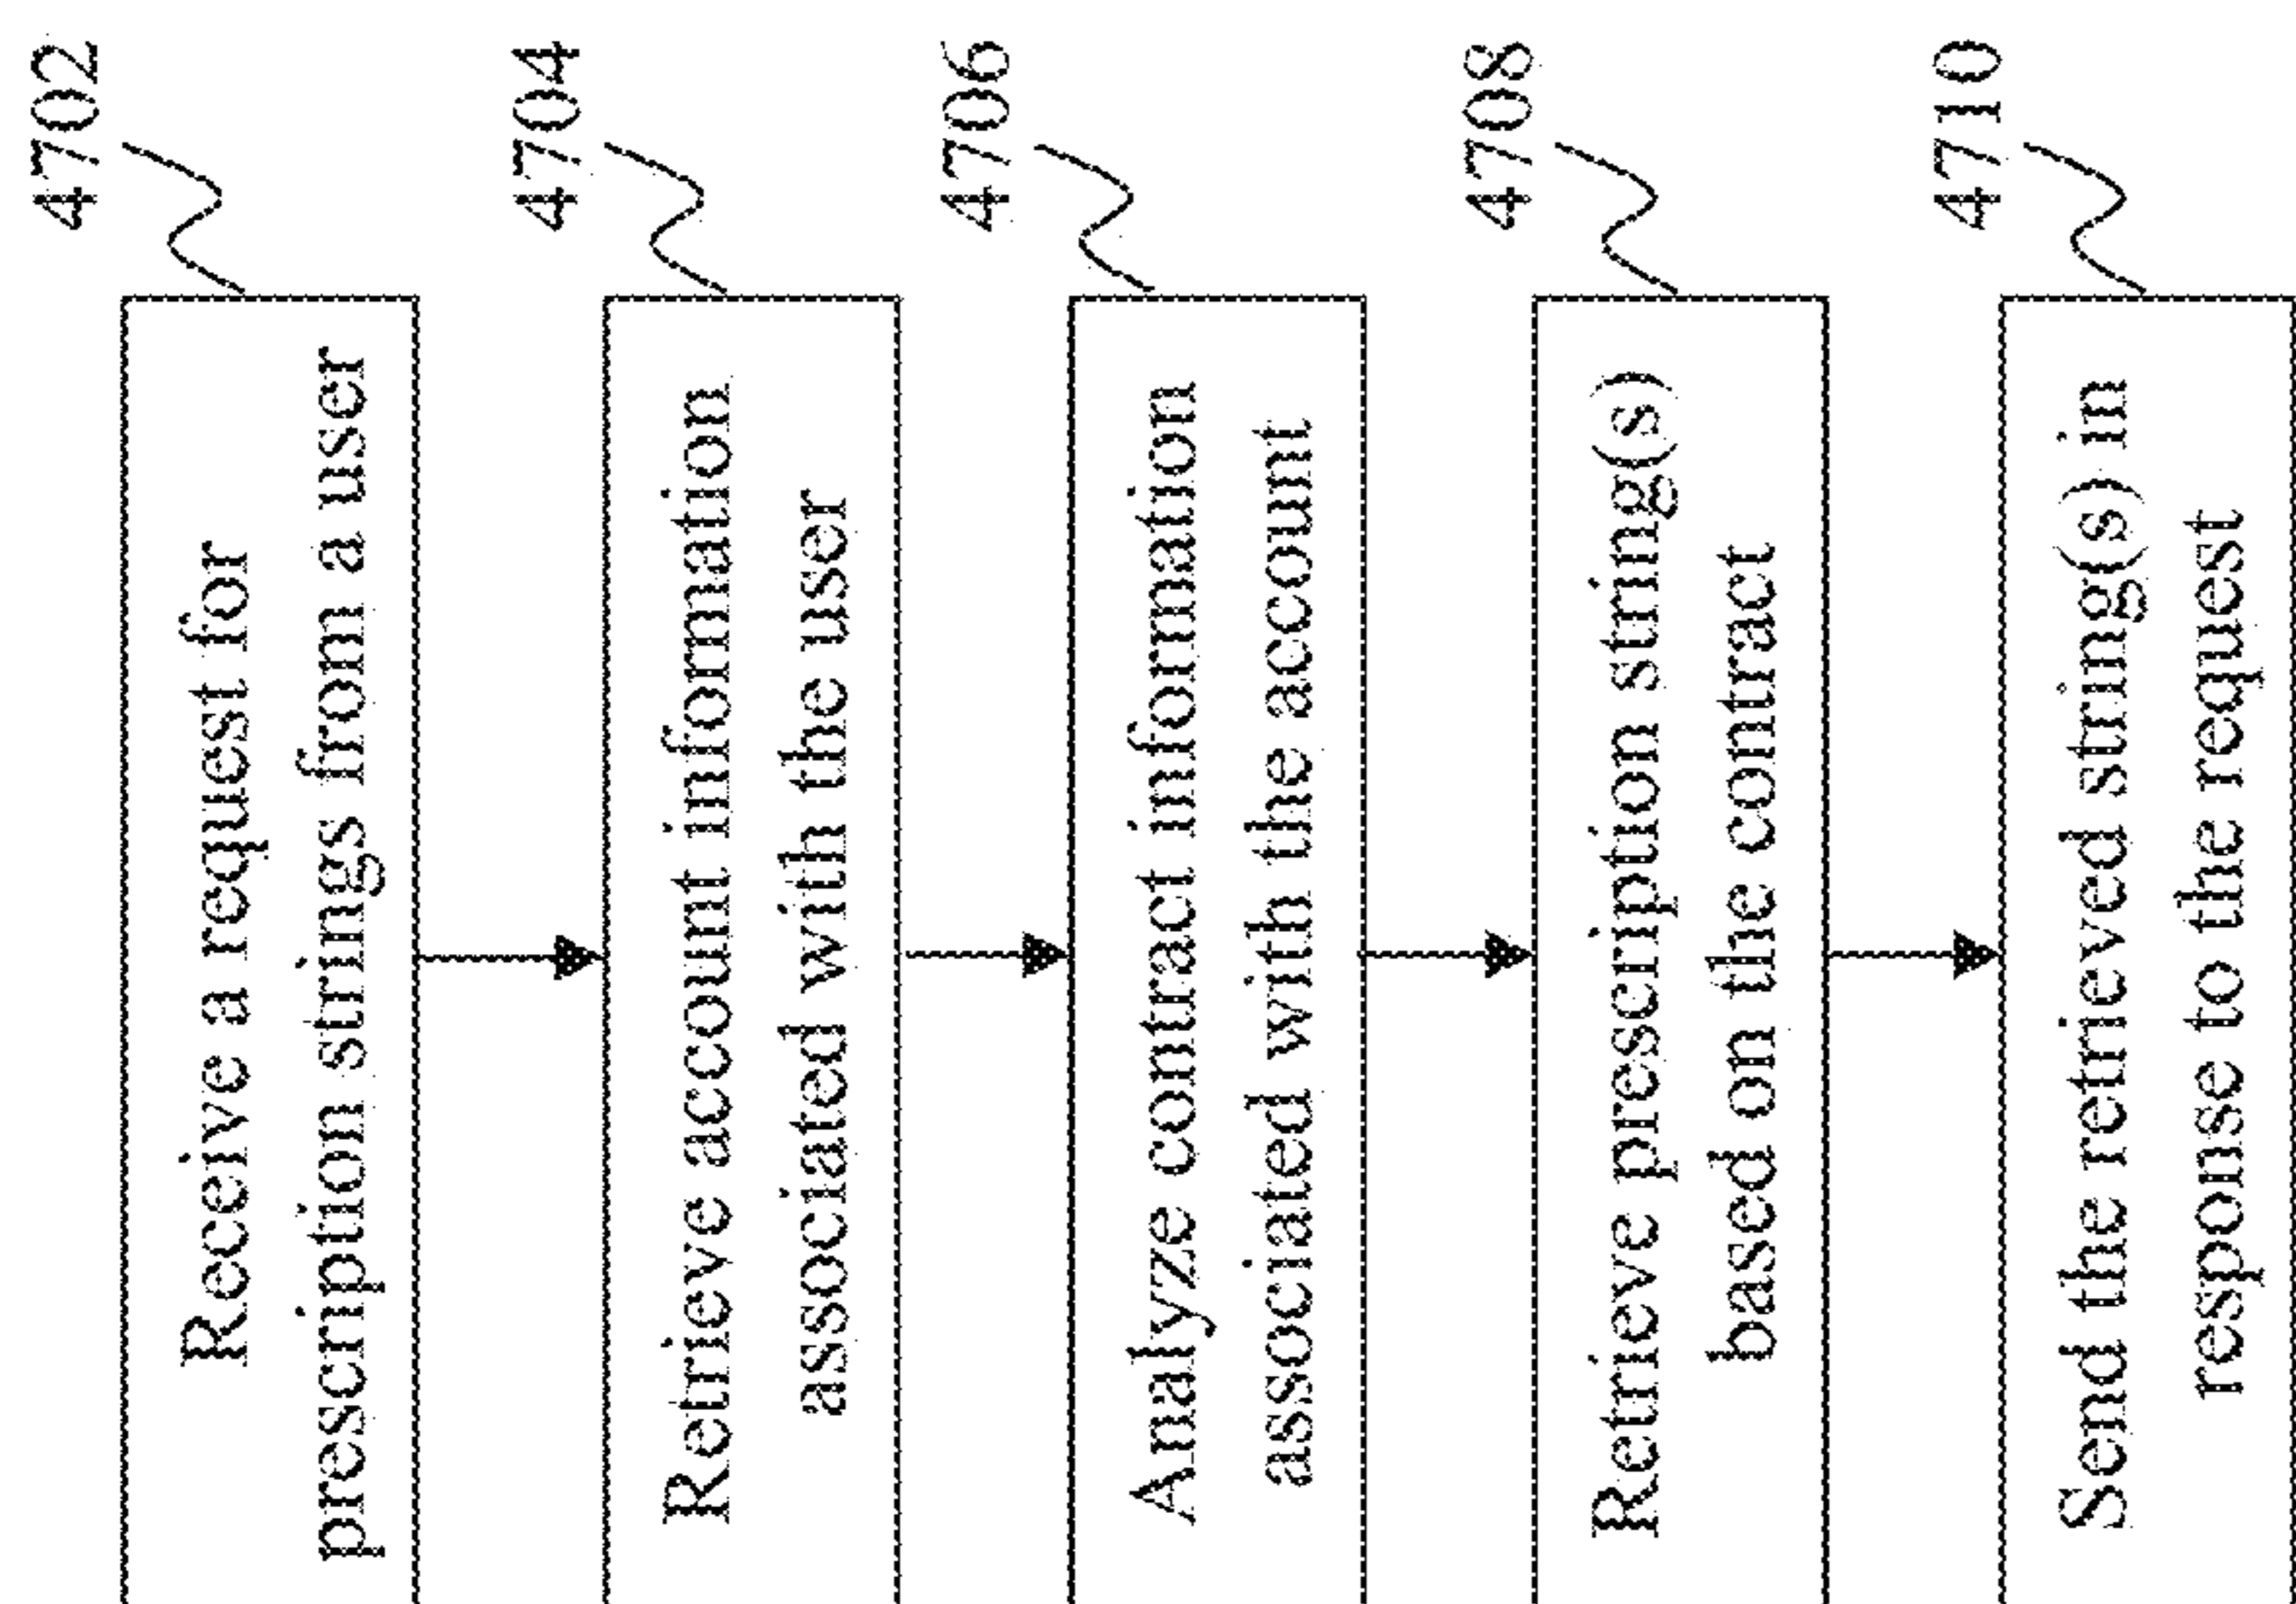 4702
Receive a request for
prescription strings from a user
4704
Retrieve account information
associated with the user
4706
Analyze contract information
associated with the account
4708
Retrieve prescription string(s)
based on the contract
4710
Send the retrieved string(s) in
response to the request